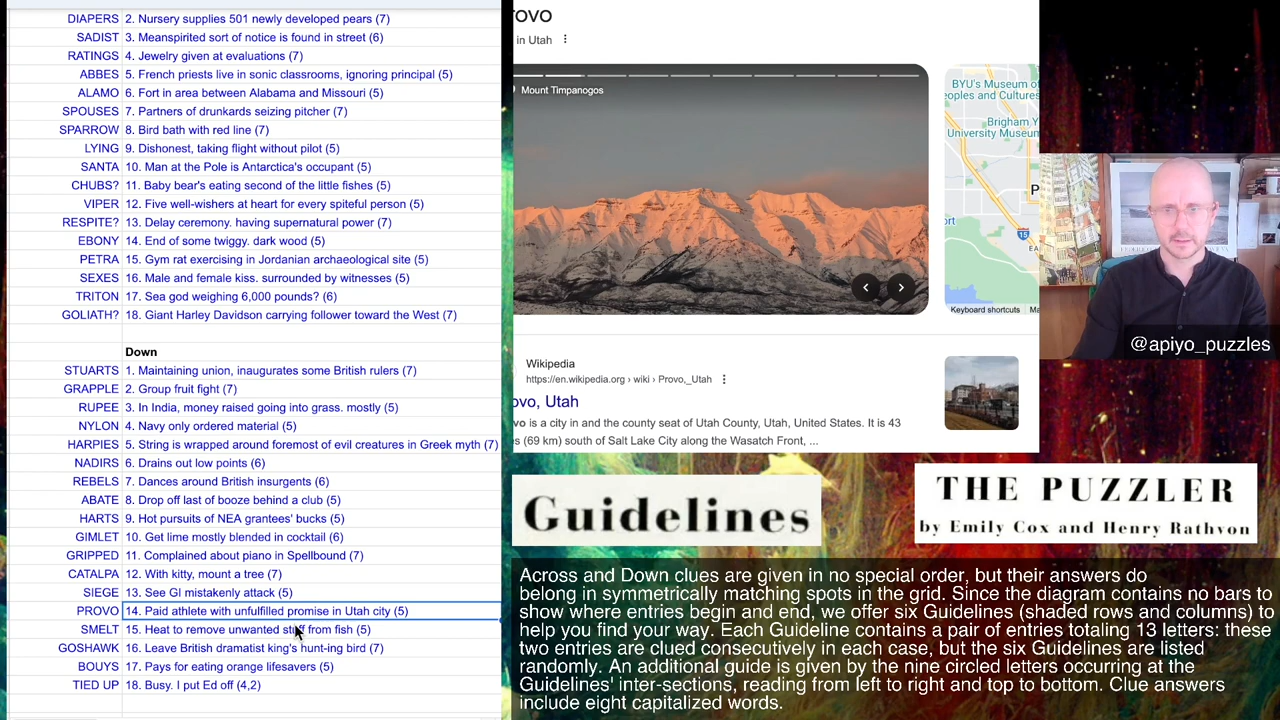 DIAPERS 2. Nursery supplies 501 newly developed pears (7)
SADIST 3. Meanspirited sort of notice is found in street (6)
RATINGS 4. Jewelry given at evaluations (7)
ABBES 5. French priests live in sonic classrooms, ignoring principal (5)
ALAMO 6. Fort in area between Alabama and Missouri (5)
SPOUSES 7. Partners of drunkards seizing pitcher (7)
SPARROW 8. Bird bath with red line (7)
LYING 9. Dishonest, taking flight without pilot (5)
SANTA 10. Man at the Pole is Antarctica's occupant (5)
CHUBS? 11. Baby bear's eating second of the little fishes (5)
VIPER 12. Five well-wishers at heart for every spiteful person (5)
RESPITE? 13. Delay ceremony. having supernatural power (7)
EBONY 14. End of some twiggy. dark wood (5)
PETRA 15. Gym rat exercising in Jordanian archaeological site (5)
SEXES 16. Male and female kiss. surrounded by witnesses (5)
TRITON 17. Sea god weighing 6,000 pounds? (6)
GOLIATH? 18. Giant Harley Davidson carrying follower toward the West (7)
Down
STUARTS 1. Maintaining union, inaugurates some British rulers (7)
GRAPPLE 2. Group fruit fight (7)
RUPEE 3. In India, money raised going into grass. mostly (5)
NYLON 4. Navy only ordered material (5)
HARPIES 5. String is wrapped around foremost of evil creatures in Greek myth (7)
NADIRS 6. Drains out low points (6)
REBELS 7. Dances around British insurgents (6)
ABATE 8. Drop off last of booze behind a club (5)
HARTS 9. Hot pursuits of NEA grantees' bucks (5)
GIMLET 10. Get lime mostly blended in cocktail (6)
GRIPPED 11. Complained about piano in Spellbound (7)
CATALPA 12. With kitty, mount a tree (7)
SIEGE 13. See GI mistakenly attack (5)
PROVO 14. Paid athlete with unfulfilled promise in Utah city (5)
SMELT 15. Heat to remove unwanted stuff from fish (5)
GOSHAWK 16. Leave British dramatist king's hunt-ing bird (7)
BOUYS 17. Pays for eating orange lifesavers (5)
TIED UP 18. Busy. I put Ed off (4,2)
ROVO
in Utah
Mount Timpanogos
BYU's Museum of
eoples and Cultures
Brigham Y
University Museum
P
ort
15
EA
Keyboard shortcuts Ma
Wikipedia
https://en.wikipedia.org › wiki › Provo,_Utah
ovo, Utah
vo is a city in and the county seat of Utah County, Utah, United States. It is 43
s (69 km) south of Salt Lake City along the Wasatch Front, ...
@apiyo_puzzles
Guidelines
THE PUZZLER
by Emily Cox and Henry Rathvon
Across and Down clues are given in no special order, but their answers do
belong in symmetrically matching spots in the grid. Since the diagram contains no bars to
show where entries begin and end, we offer six Guidelines (shaded rows and columns) to
help you find your way. Each Guideline contains a pair of entries totaling 13 letters: these
two entries are clued consecutively in each case, but the six Guidelines are listed
randomly. An additional guide is given by the nine circled letters occurring at the
Guidelines' inter-sections, reading from left to right and top to bottom. Clue answers
include eight capitalized words.